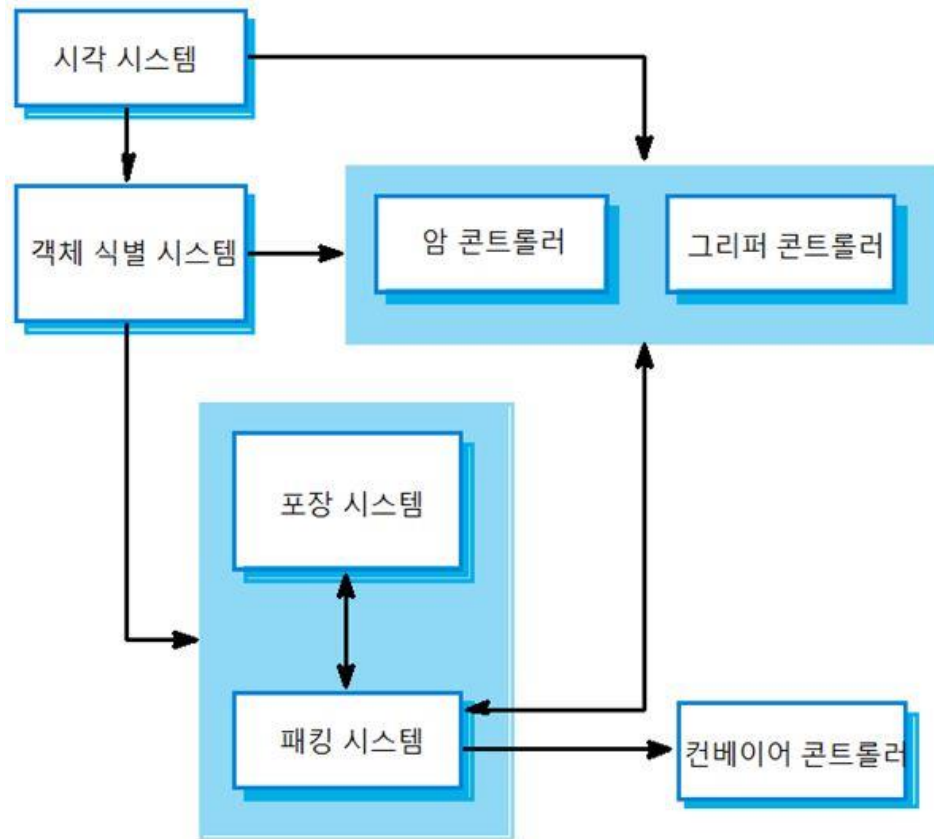 시각 시스템
객체 식별 시스템
암 콘트롤러
그리퍼 콘트롤러
포장 시스템
패킹 시스템
컨베이어 콘트롤러